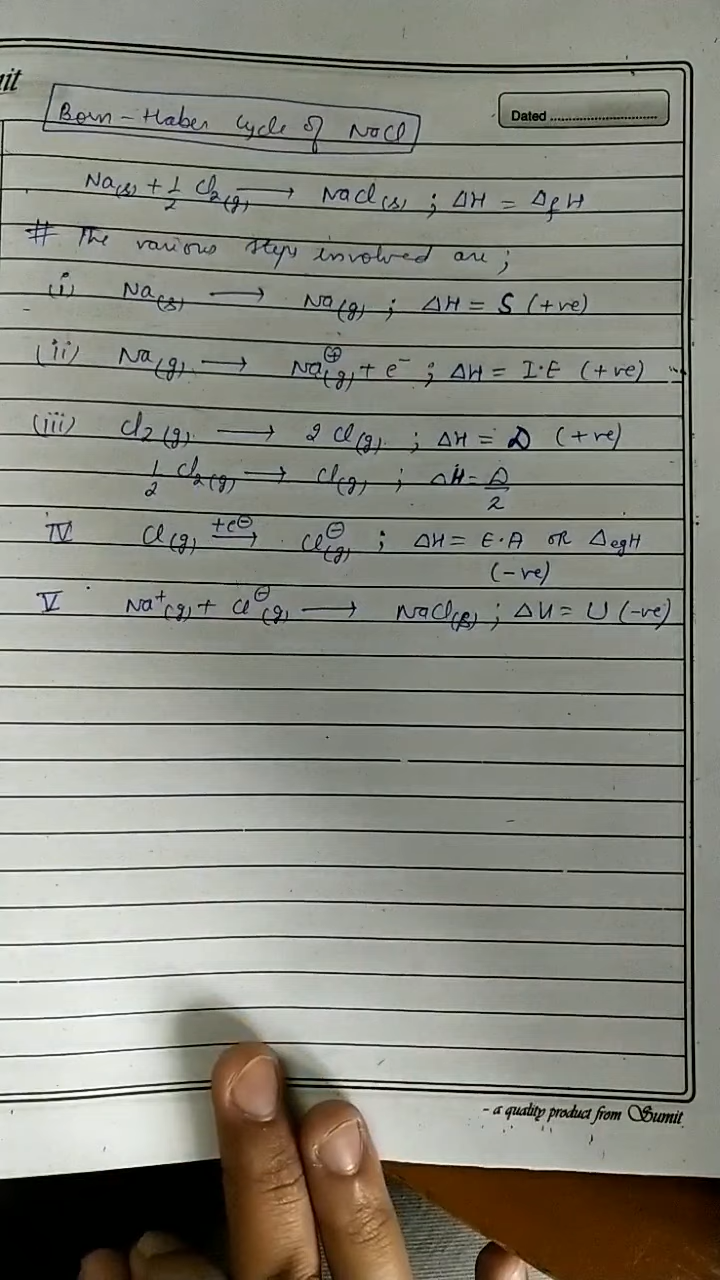 Born-Haber Cycle of NaCl
Dated
Na(s) + 1/2 Cl2(g) ⟶ NaCl(s) ; ΔH = ΔfH
# The various steps involved are ;
(i) Na(s) ⟶ Na(g) ; ΔH = S (+ve)
(ii) Na(g) ⟶ Na⊕(g) + e⁻ ; ΔH = I.E (+ve)
(iii) Cl2(g) ⟶ 2 Cl(g) ; ΔH = D (+ve)
1/2 Cl2(g) ⟶ Cl(g) ; ΔH = D/2
IV Cl(g) +e⊖ ⟶ Cl⊖(g) ; ΔH = E.A OR ΔegH
(-ve)
V Na⁺(g) + Cl⊖(g) ⟶ NaCl(s) ; ΔH = U (-ve)
- a quality product from Sumit